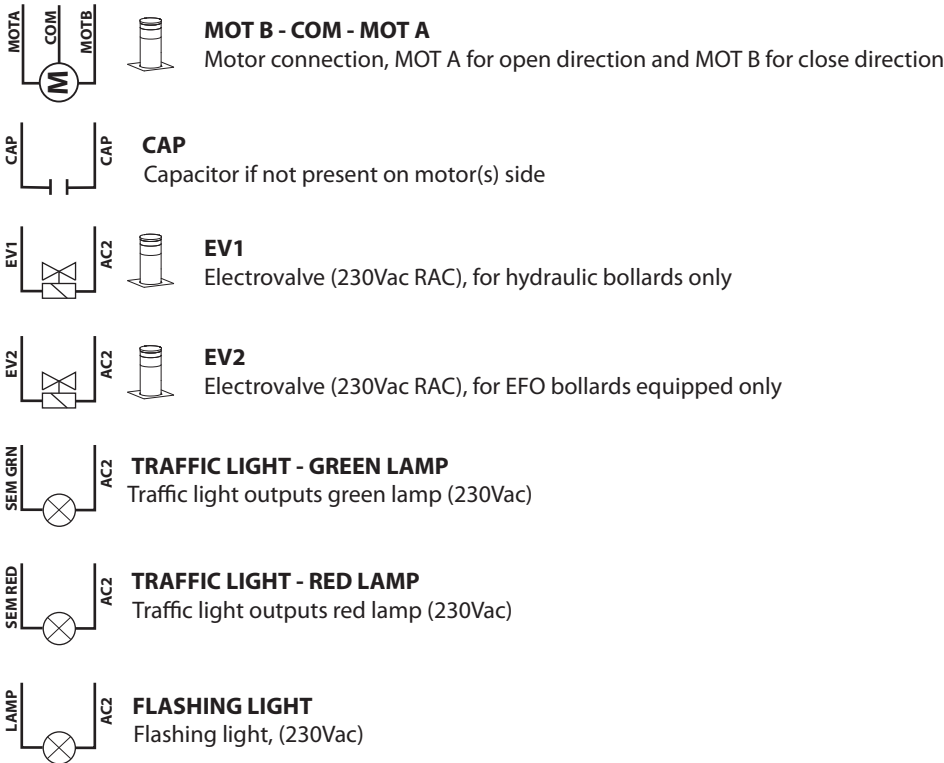 MOTA COM MOTB
M
MOT B - COM - MOT A
Motor connection, MOT A for open direction and MOT B for close direction
CAP CAP
CAP
Capacitor if not present on motor(s) side
EV1 AC2
EV1
Electrovalve (230Vac RAC), for hydraulic bollards only
EV2 AC2
EV2
Electrovalve (230Vac RAC), for EFO bollards equipped only
SEM GRN AC2
TRAFFIC LIGHT - GREEN LAMP
Traffic light outputs green lamp (230Vac)
SEM RED AC2
TRAFFIC LIGHT - RED LAMP
Traffic light outputs red lamp (230Vac)
LAMP AC2
FLASHING LIGHT
Flashing light, (230Vac)